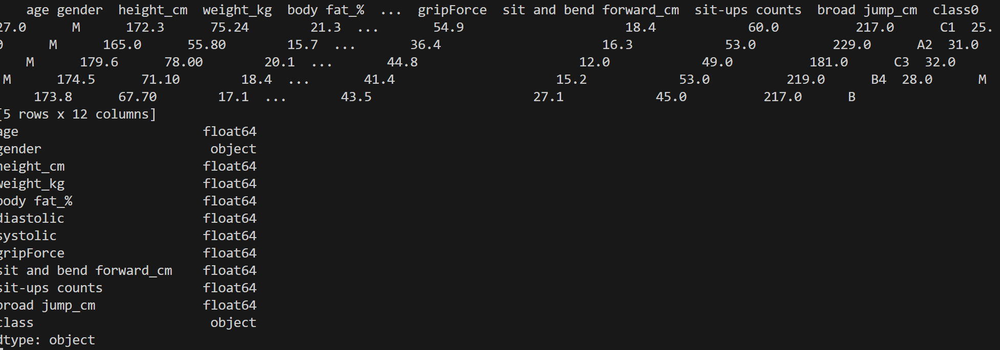 age gender height_cm weight_kg body fat_% ... gripForce sit and bend forward_cm sit-ups counts broad jump_cm class0
27.0 M 172.3 75.24 21.3 ... 54.9 18.4 60.0 217.0 C1 25.
0 M 165.0 55.80 15.7 ... 36.4 16.3 53.0 229.0 A2 31.0
M 179.6 78.00 20.1 ... 44.8 12.0 49.0 181.0 C3 32.0
M 174.5 71.10 18.4 ... 41.4 15.2 53.0 219.0 B4 28.0 M
173.8 67.70 17.1 ... 43.5 27.1 45.0 217.0 B
[5 rows x 12 columns]
age float64
gender object
height_cm float64
weight_kg float64
body fat_% float64
diastolic float64
systolic float64
gripForce float64
sit and bend forward_cm float64
sit-ups counts float64
broad jump_cm float64
class object
dtype: object